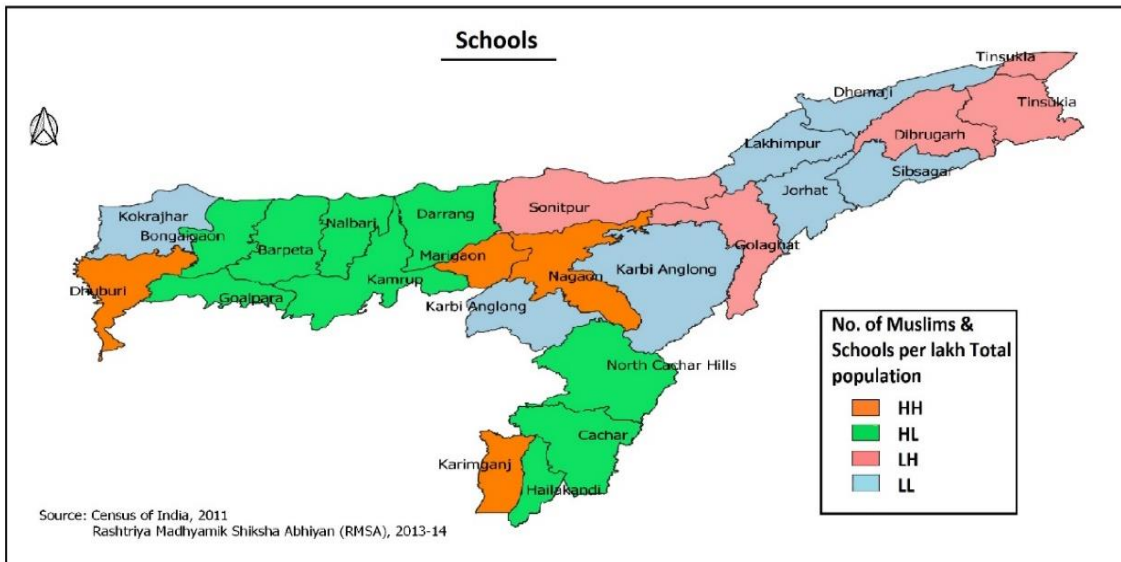 Schools
Tinsukia
Dhemaji
Tinsukia
Dibrugarh
Lakhimpur
Sibsagar
Jorhat
Kokrajhar
Sonitpur
Darrang
Nalbari
Bongaigaon
Barpeta
Golaghat
Marigaon
Karbi Anglong
Nagaon
Kamrup
Dhuburi
Goalpara
Karbi Anglong
North Cachar Hills
Cachar
Karimganj
Hailakandi
No. of Muslims &
Schools per lakh Total
population
HH
HL
LH
LL
Source: Census of India, 2011
Rashtriya Madhyamik Shiksha Abhiyan (RMSA), 2013-14